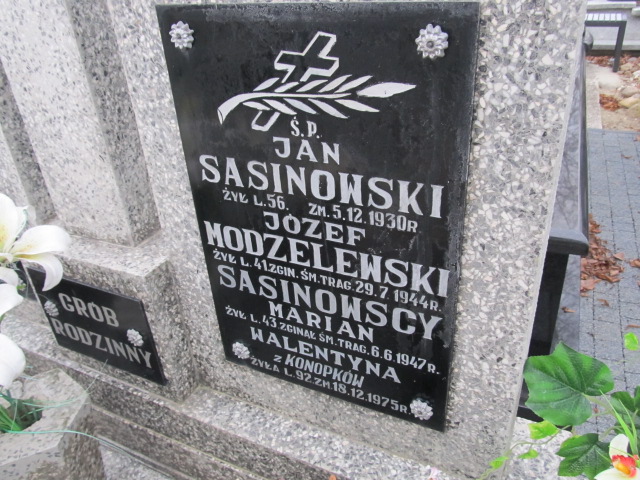 Ś.P.
JAN
SASINOWSKI
ŻYŁ L.56. ZM.5.12.1930R
JÓZEF
MODZELEWSKI
ŻYŁ L.41.ZGIN.ŚM.TRAG.29.7.1944R.
SASINOWSCY
MARIAN
ŻYŁ L.43 ZGINĄŁ ŚM.TRAG.6.6.1947R.
WALENTYNA
Z KONOPKÓW
ŻYŁA L.92.ZM.18.12.1975R.
GRÓB
RODZINNY